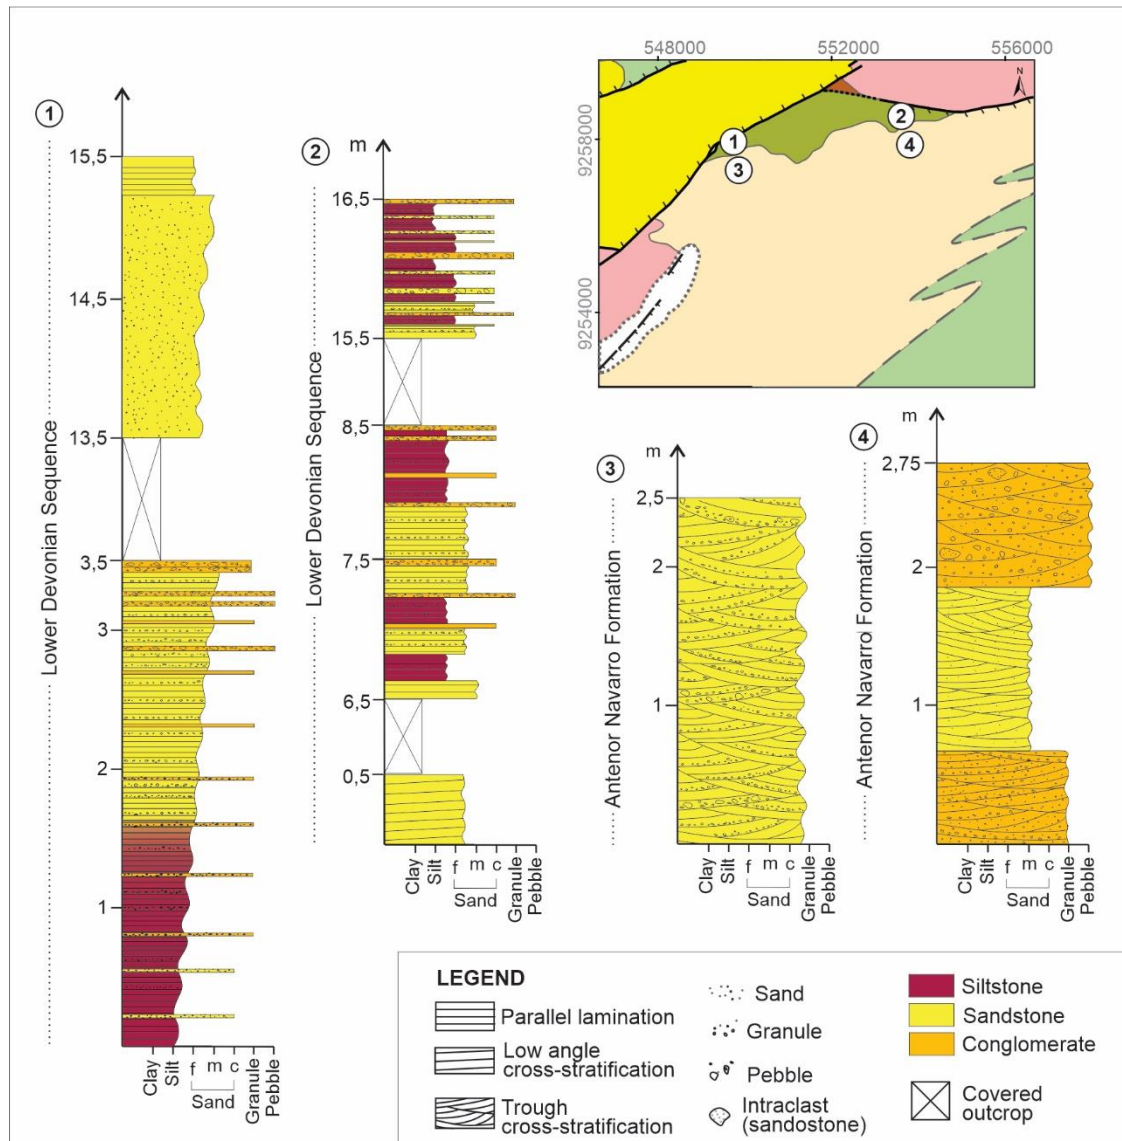 1
15,5
14,5
13,5
3,5
3
2
1
Lower Devonian Sequence
Clay
Silt
f
m
c
Sand
Granule
Pebble
2
m
16,5
15,5
8,5
7,5
6,5
0,5
Lower Devonian Sequence
Clay
Silt
f
m
c
Sand
Granule
Pebble
548000
552000
556000
9258000
9254000
N
1
2
3
4
3
m
2,5
2
1
Antenor Navarro Formation
Clay
Silt
f
m
c
Sand
Granule
Pebble
4
m
2,75
2
1
Antenor Navarro Formation
Clay
Silt
f
m
c
Sand
Granule
Pebble
LEGEND
Parallel lamination
Low angle
cross-stratification
Trough
cross-stratification
Sand
Granule
Pebble
Intraclast
(sandostone)
Siltstone
Sandstone
Conglomerate
Covered
outcrop